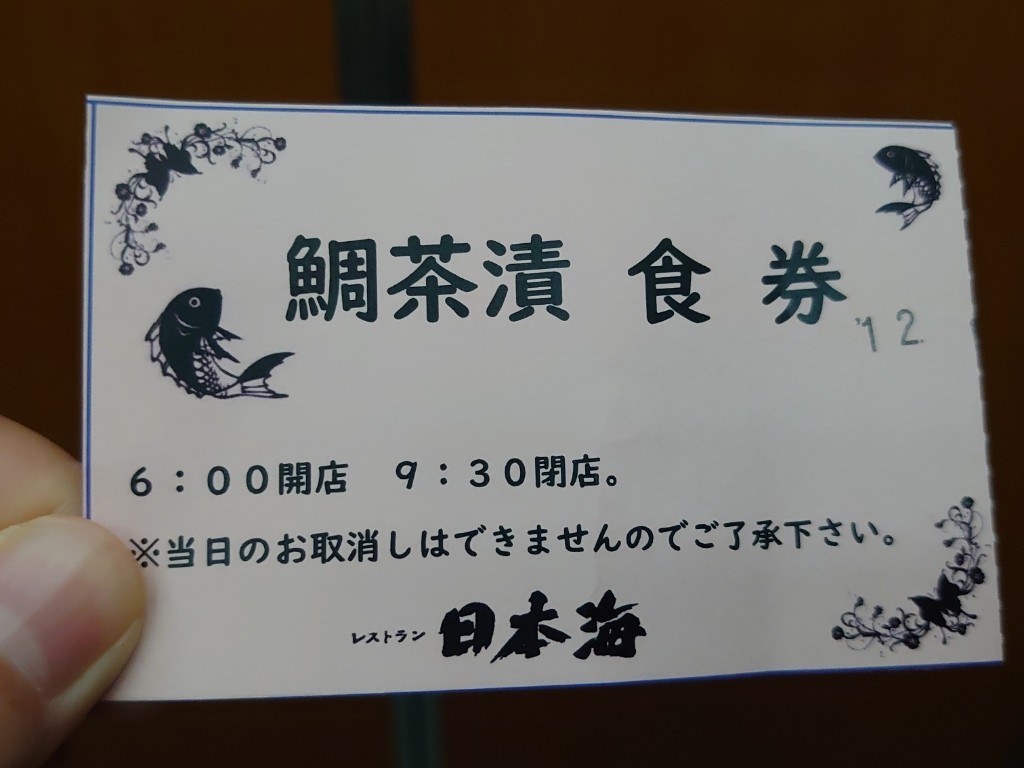 鯛茶漬 食 券
'12.
６：００開店　９：３０閉店。
※当日のお取消しはできませんのでご了承下さい。
レストラン 日本海